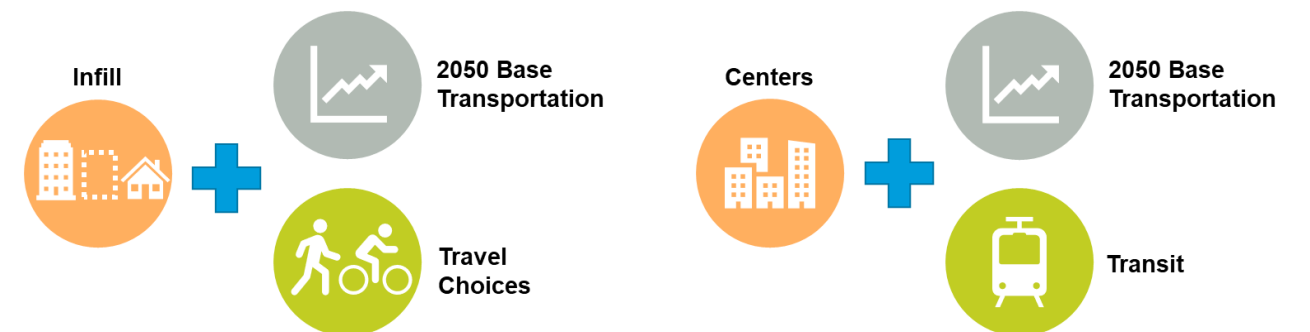 Infill
2050 Base
Transportation
Travel
Choices
Centers
2050 Base
Transportation
Transit